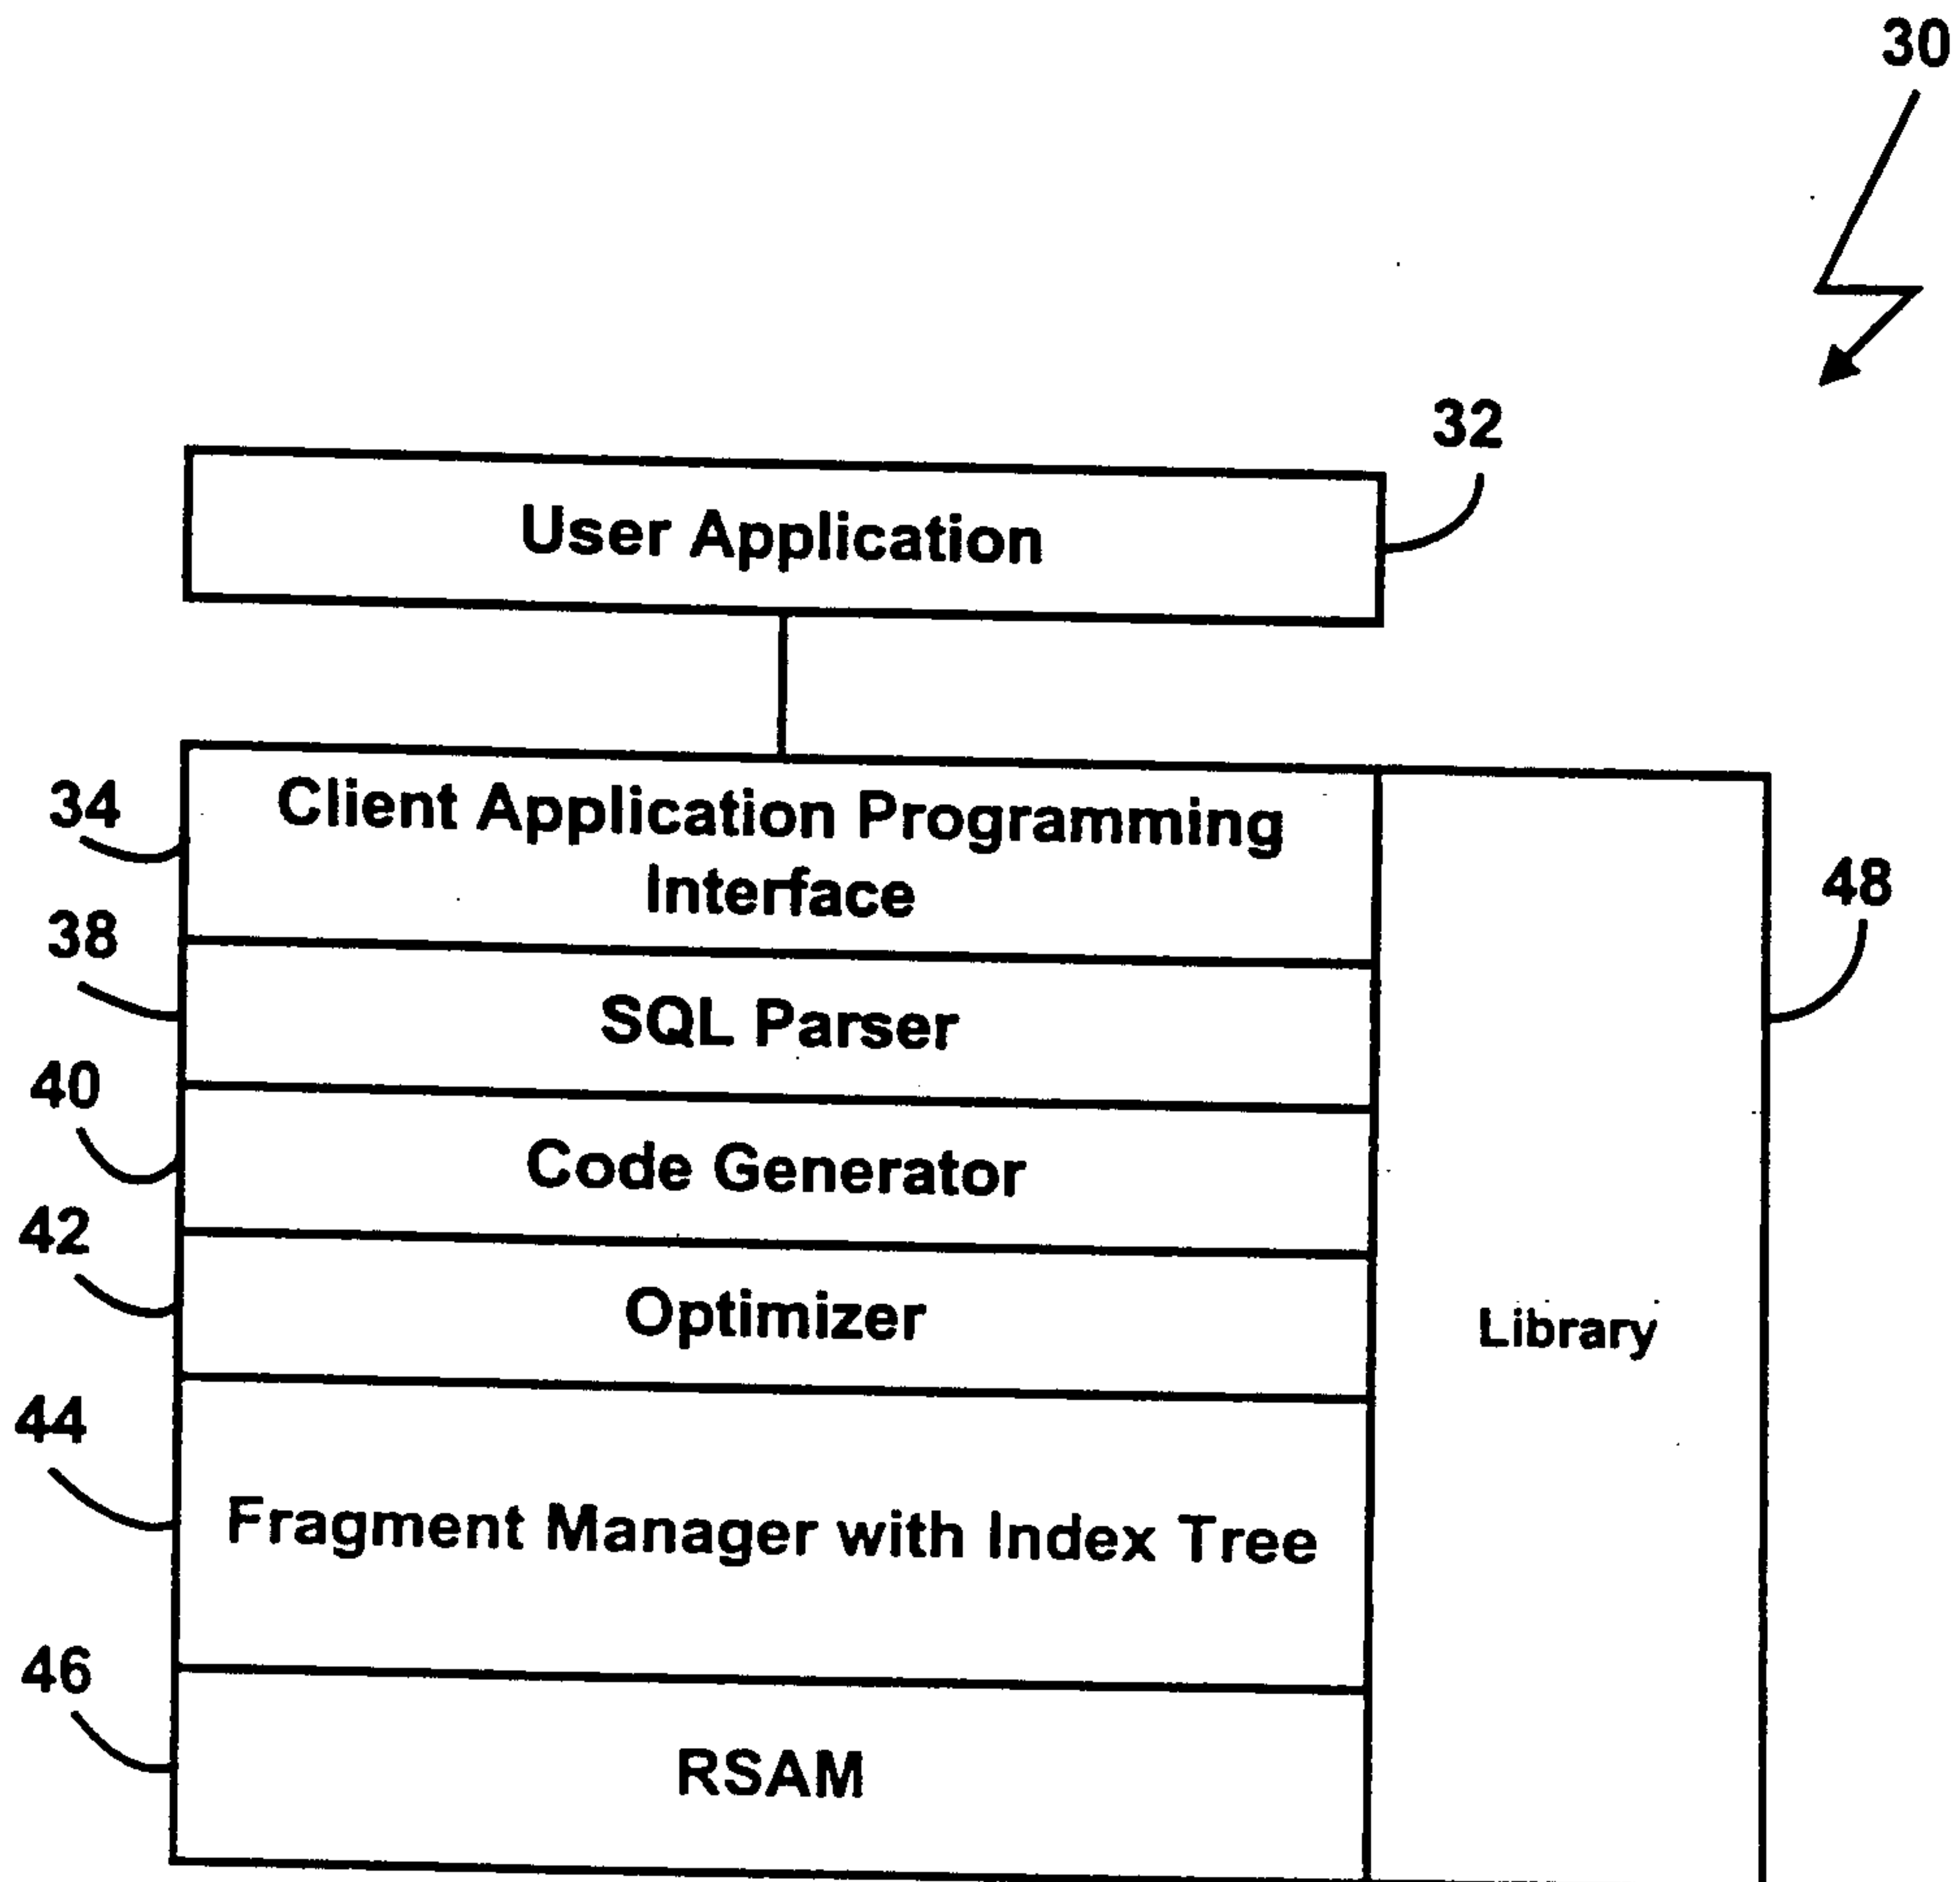 30
32
User Application
34
Client Application Programming
Interface
48
38
SQL Parser
40
Code Generator
42
Optimizer
Library
44
Fragment Manager with Index Tree
46
RSAM